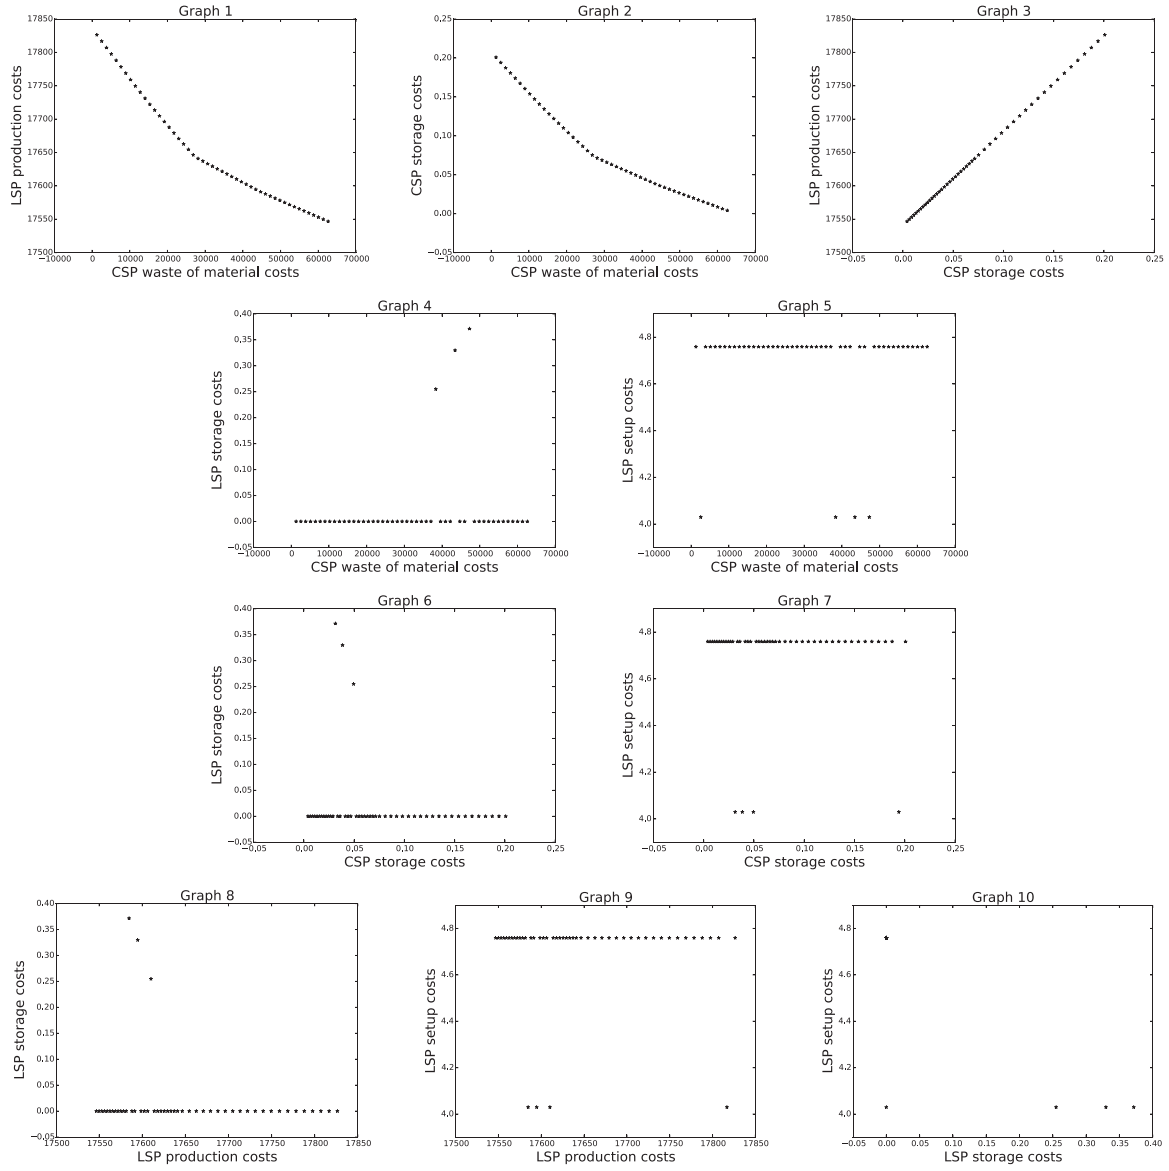 Graph 1
17850
17800
17750
17700
17650
17600
17550
17500
LSP production costs
−10000 0 10000 20000 30000 40000 50000 60000 70000
CSP waste of material costs
Graph 2
0.25
0.20
0.15
0.10
0.05
0.00
−0.05
CSP storage costs
−10000 0 10000 20000 30000 40000 50000 60000 70000
CSP waste of material costs
Graph 3
17850
17800
17750
17700
17650
17600
17550
17500
LSP production costs
−0.05 0.00 0.05 0.10 0.15 0.20 0.25
CSP storage costs
Graph 4
0.40
0.35
0.30
0.25
0.20
0.15
0.10
0.05
0.00
−0.05
LSP storage costs
−10000 0 10000 20000 30000 40000 50000 60000 70000
CSP waste of material costs
Graph 5
4.8
4.6
4.4
4.2
4.0
LSP setup costs
−10000 0 10000 20000 30000 40000 50000 60000 70000
CSP waste of material costs
Graph 6
0.40
0.35
0.30
0.25
0.20
0.15
0.10
0.05
0.00
−0.05
LSP storage costs
−0.05 0.00 0.05 0.10 0.15 0.20 0.25
CSP storage costs
Graph 7
4.8
4.6
4.4
4.2
4.0
LSP setup costs
−0.05 0.00 0.05 0.10 0.15 0.20 0.25
CSP storage costs
Graph 8
0.40
0.35
0.30
0.25
0.20
0.15
0.10
0.05
0.00
−0.05
LSP storage costs
17500 17550 17600 17650 17700 17750 17800 17850
LSP production costs
Graph 9
4.8
4.6
4.4
4.2
4.0
LSP setup costs
17500 17550 17600 17650 17700 17750 17800 17850
LSP production costs
Graph 10
4.8
4.6
4.4
4.2
4.0
LSP setup costs
−0.05 0.00 0.05 0.10 0.15 0.20 0.25 0.30 0.35 0.40
LSP storage costs